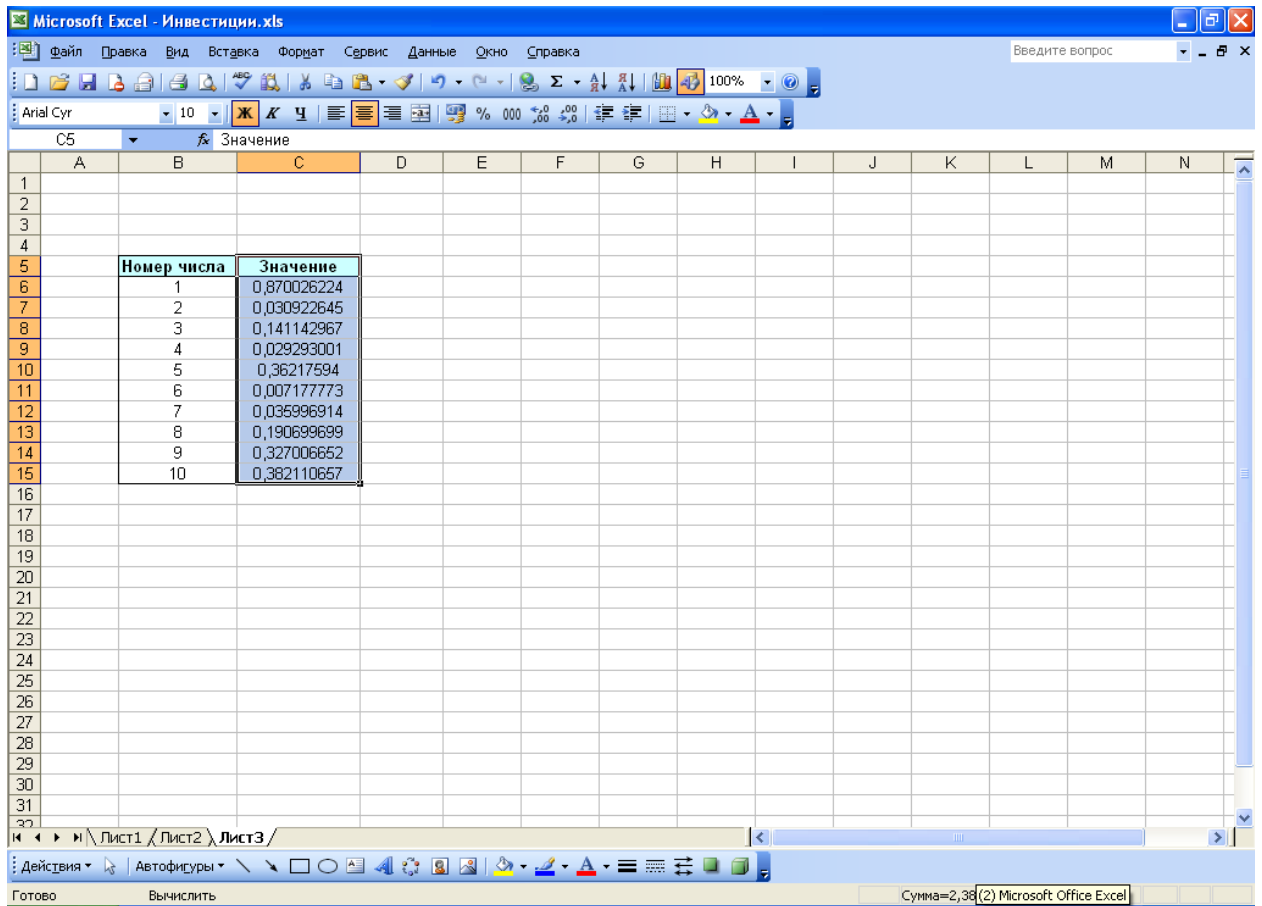 Microsoft Excel - Инвестиции.xls
Файл Правка Вид Вставка Формат Сервис Данные Окно Справка Введите вопрос
100%
Arial Cyr 10 Ж К Ч % 000
C5 fx Значение
A B C D E F G H I J K L M N
1
2
3
4
5 Номер числа Значение
6 1 0,870026224
7 2 0,030922645
8 3 0,141142967
9 4 0,029293001
10 5 0,36217594
11 6 0,007177773
12 7 0,035996914
13 8 0,190699699
14 9 0,327006652
15 10 0,382110657
16
17
18
19
20
21
22
23
24
25
26
27
28
29
30
31
32
Лист1 Лист2 Лист3
Действия Автофигуры
Готово Вычислить Сумма=2,38 (2) Microsoft Office Excel